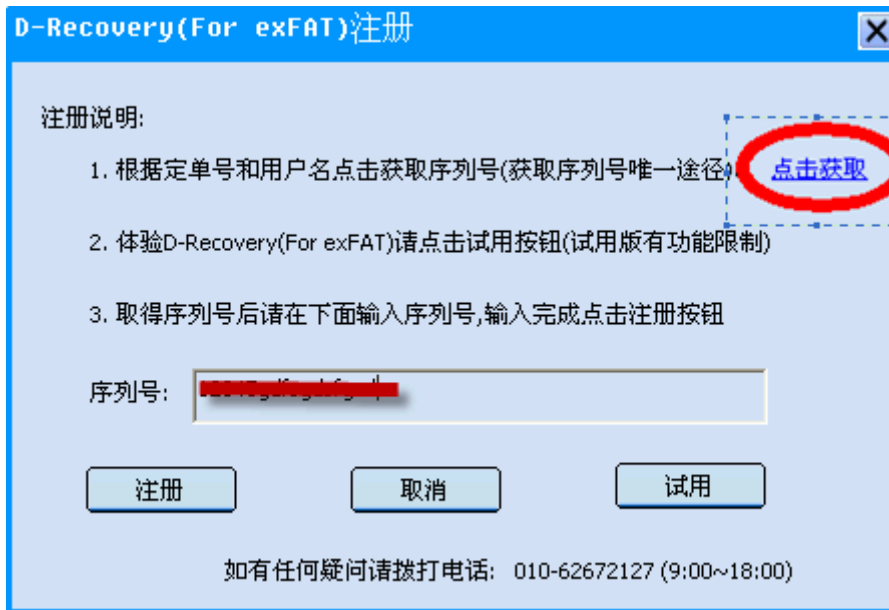 D-Recovery(For exFAT)注册
注册说明:
1. 根据定单号和用户名点击获取序列号(获取序列号唯一途径) 点击获取
2. 体验D-Recovery(For exFAT)请点击试用按钮(试用版有功能限制)
3. 取得序列号后请在下面输入序列号,输入完成点击注册按钮
序列号:
注册 取消 试用
如有任何疑问请拨打电话: 010-62672127 (9:00~18:00)